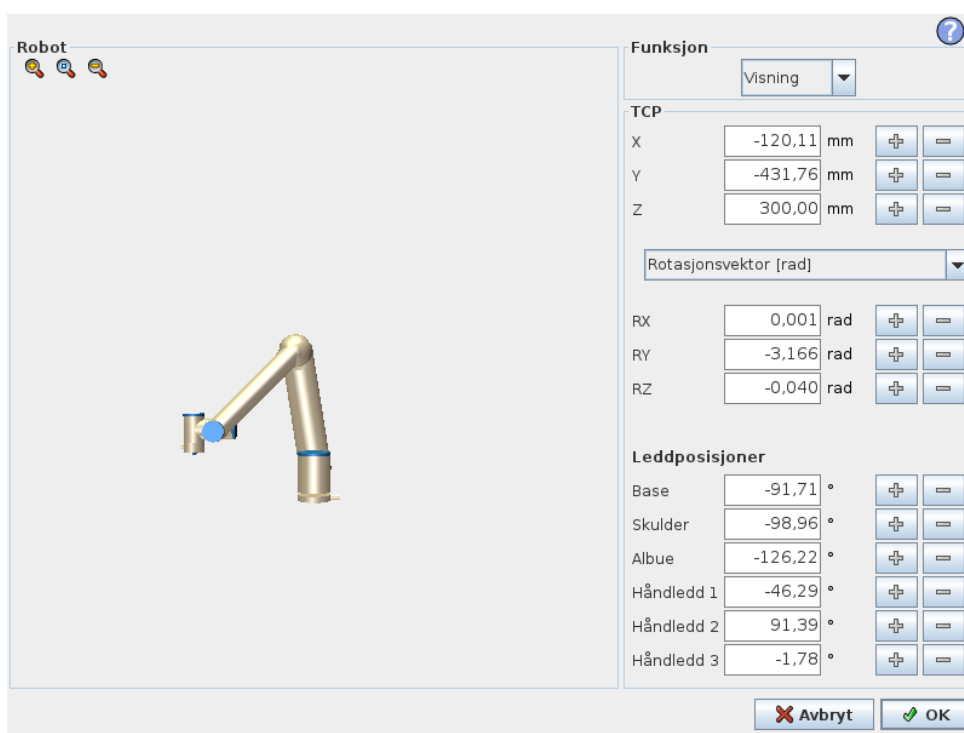 Robot
Funksjon
Visning
TCP
X -120,11 mm
Y -431,76 mm
Z 300,00 mm
Rotasjonsvektor [rad]
RX 0,001 rad
RY -3,166 rad
RZ -0,040 rad
Leddposisjoner
Base -91,71 °
Skulder -98,96 °
Albue -126,22 °
Håndledd 1 -46,29 °
Håndledd 2 91,39 °
Håndledd 3 -1,78 °
Avbryt OK